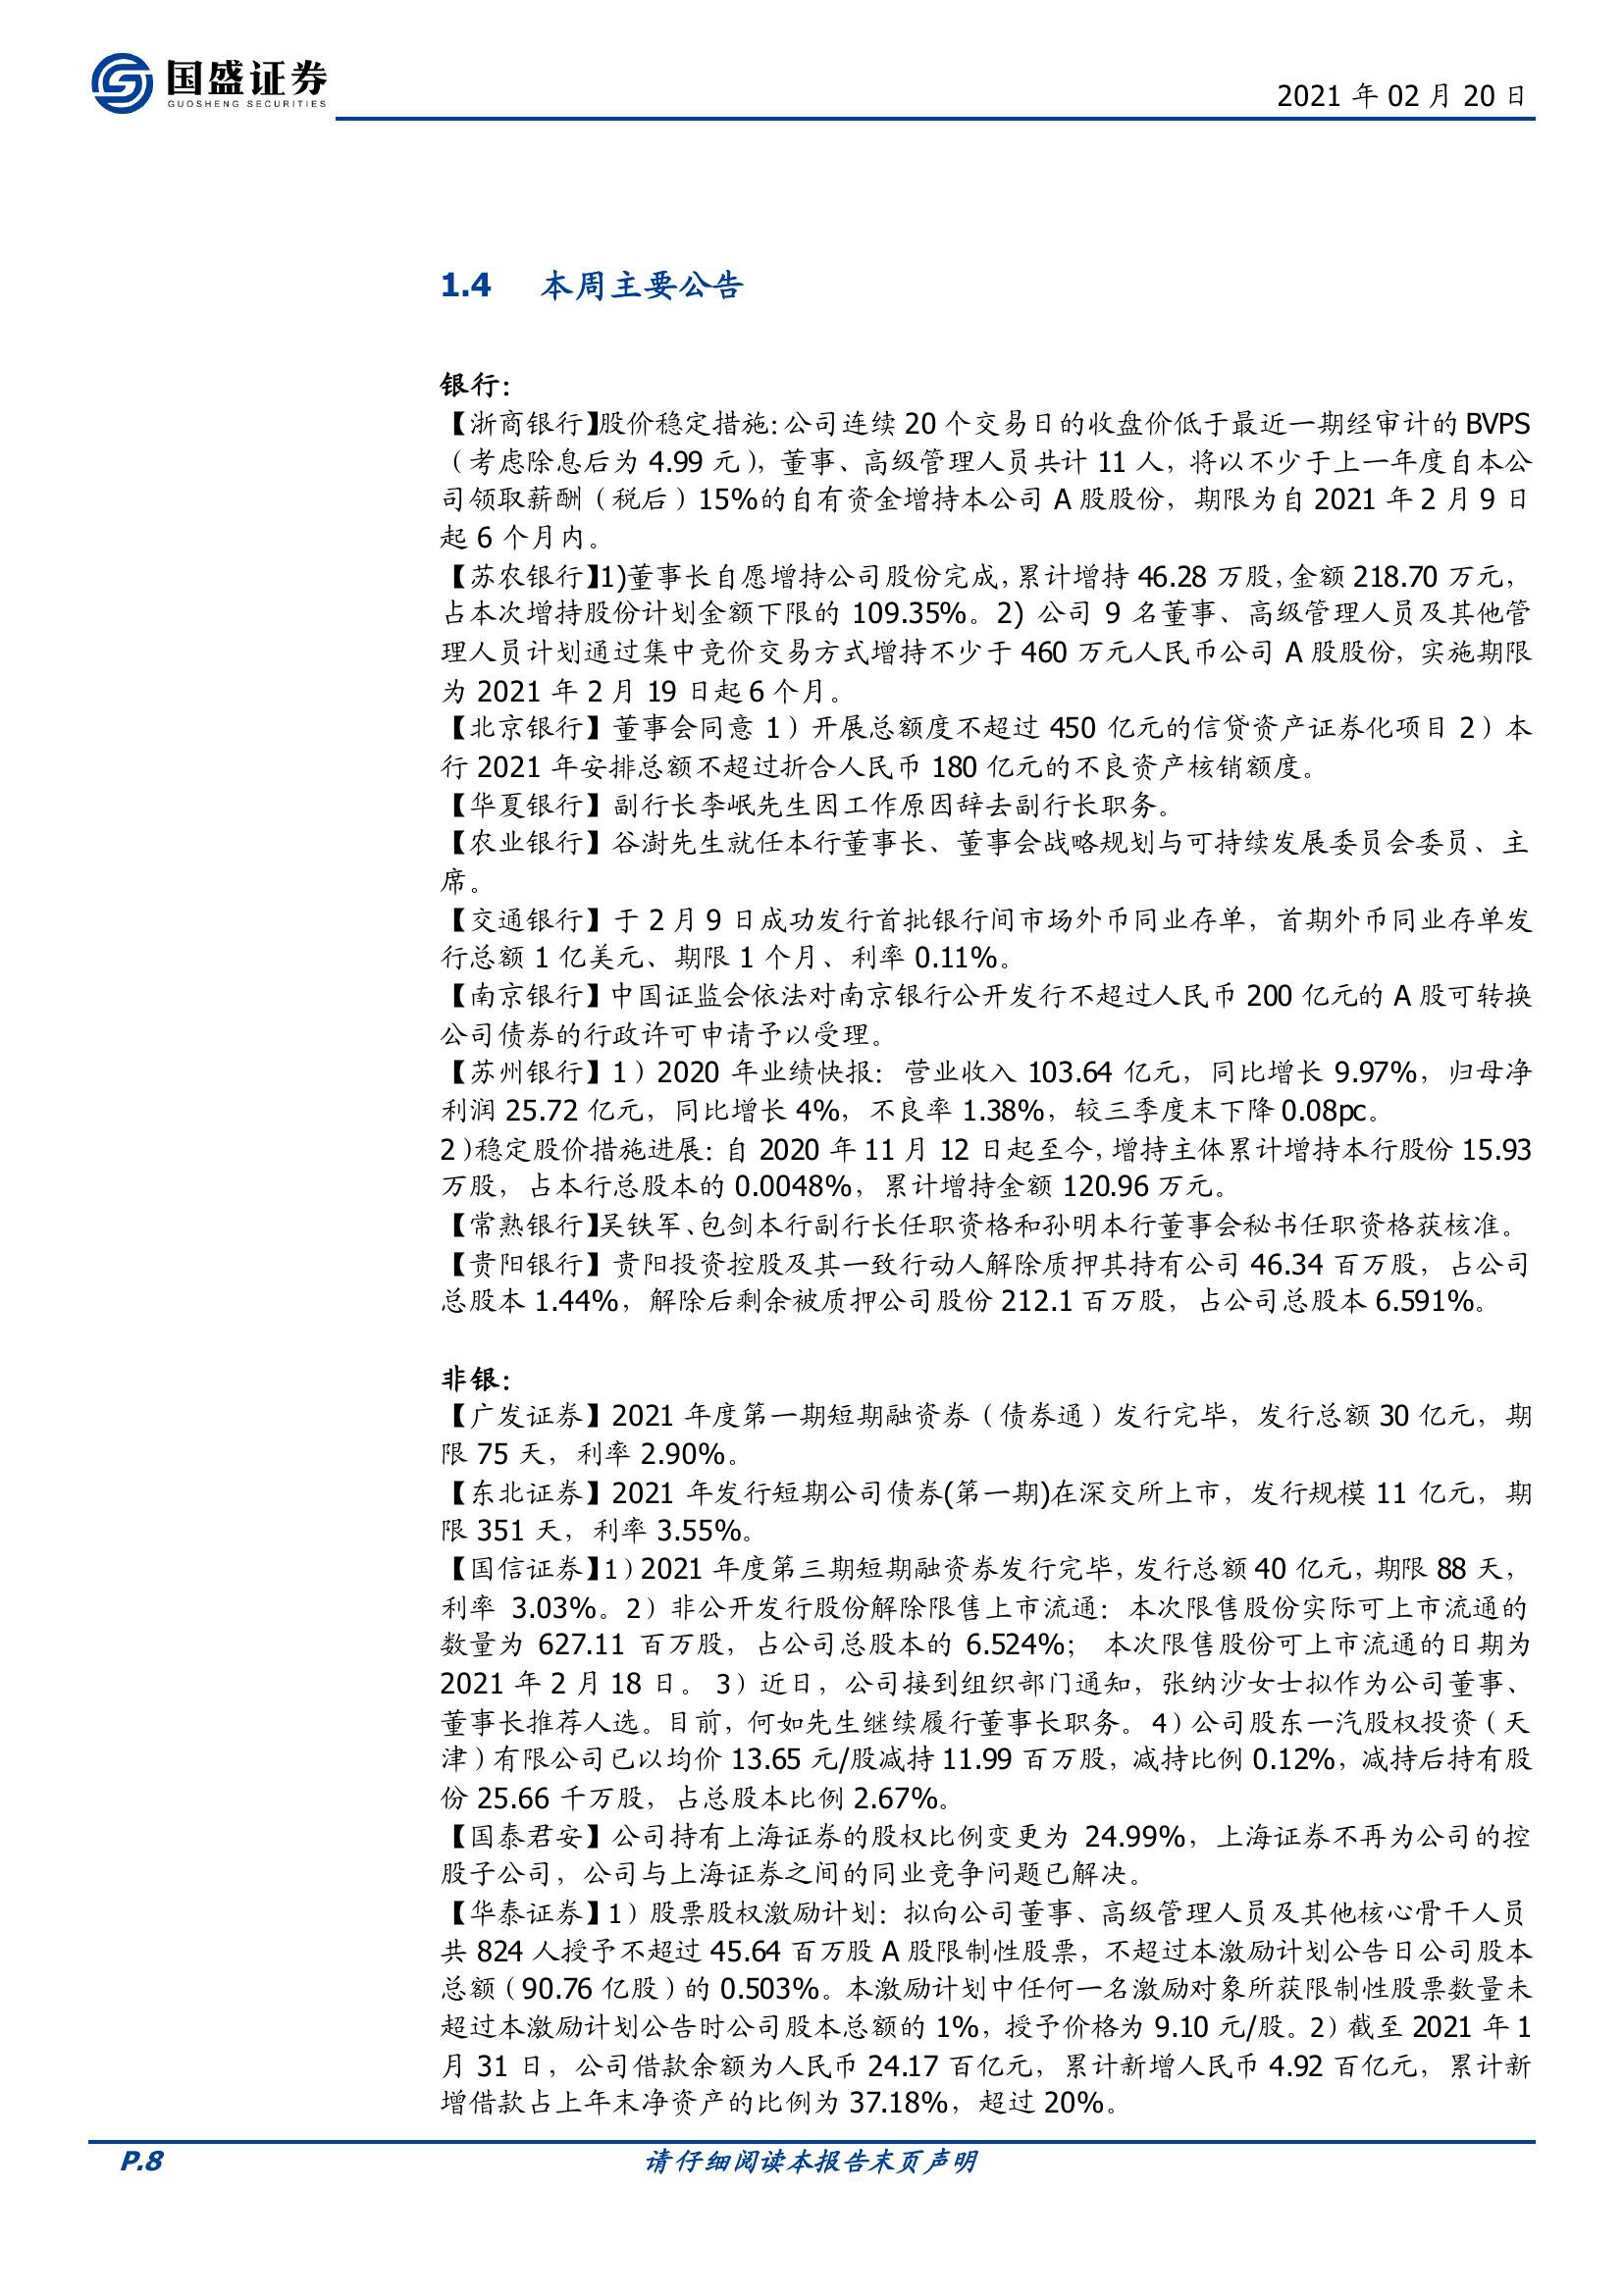 国盛证券
GUOSHENG SECURITIES
2021 年 02 月 20 日
1.4 本周主要公告
银行：
【浙商银行】股价稳定措施：公司连续 20 个交易日的收盘价低于最近一期经审计的 BVPS
（考虑除息后为 4.99 元），董事、高级管理人员共计 11 人，将以不少于上一年度自本公
司领取薪酬（税后）15%的自有资金增持本公司 A 股股份，期限为自 2021 年 2 月 9 日
起 6 个月内。
【苏农银行】1)董事长自愿增持公司股份完成，累计增持 46.28 万股，金额 218.70 万元，
占本次增持股份计划金额下限的 109.35%。2) 公司 9 名董事、高级管理人员及其他管
理人员计划通过集中竞价交易方式增持不少于 460 万元人民币公司 A 股股份，实施期限
为 2021 年 2 月 19 日起 6 个月。
【北京银行】董事会同意 1）开展总额度不超过 450 亿元的信贷资产证券化项目 2）本
行 2021 年安排总额不超过折合人民币 180 亿元的不良资产核销额度。
【华夏银行】副行长李岷先生因工作原因辞去副行长职务。
【农业银行】谷澍先生就任本行董事长、董事会战略规划与可持续发展委员会委员、主
席。
【交通银行】于 2 月 9 日成功发行首批银行间市场外币同业存单，首期外币同业存单发
行总额 1 亿美元、期限 1 个月、利率 0.11%。
【南京银行】中国证监会依法对南京银行公开发行不超过人民币 200 亿元的 A 股可转换
公司债券的行政许可申请予以受理。
【苏州银行】1）2020 年业绩快报：营业收入 103.64 亿元，同比增长 9.97%，归母净
利润 25.72 亿元，同比增长 4%，不良率 1.38%，较三季度末下降 0.08pc。
2）稳定股价措施进展：自 2020 年 11 月 12 日起至今，增持主体累计增持本行股份 15.93
万股，占本行总股本的 0.0048%，累计增持金额 120.96 万元。
【常熟银行】吴铁军、包剑本行副行长任职资格和孙明本行董事会秘书任职资格获核准。
【贵阳银行】贵阳投资控股及其一致行动人解除质押其持有公司 46.34 百万股，占公司
总股本 1.44%，解除后剩余被质押公司股份 212.1 百万股，占公司总股本 6.591%。
非银：
【广发证券】2021 年度第一期短期融资券（债券通）发行完毕，发行总额 30 亿元，期
限 75 天，利率 2.90%。
【东北证券】2021 年发行短期公司债券(第一期)在深交所上市，发行规模 11 亿元，期
限 351 天，利率 3.55%。
【国信证券】1）2021 年度第三期短期融资券发行完毕，发行总额 40 亿元，期限 88 天，
利率 3.03%。2）非公开发行股份解除限售上市流通：本次限售股份实际可上市流通的
数量为 627.11 百万股，占公司总股本的 6.524%； 本次限售股份可上市流通的日期为
2021 年 2 月 18 日。 3）近日，公司接到组织部门通知，张纳沙女士拟作为公司董事、
董事长推荐人选。目前，何如先生继续履行董事长职务。4）公司股东一汽股权投资（天
津）有限公司已以均价 13.65 元/股减持 11.99 百万股，减持比例 0.12%，减持后持有股
份 25.66 千万股，占总股本比例 2.67%。
【国泰君安】公司持有上海证券的股权比例变更为 24.99%，上海证券不再为公司的控
股子公司，公司与上海证券之间的同业竞争问题已解决。
【华泰证券】1）股票股权激励计划：拟向公司董事、高级管理人员及其他核心骨干人员
共 824 人授予不超过 45.64 百万股 A 股限制性股票，不超过本激励计划公告日公司股本
总额（90.76 亿股）的 0.503%。本激励计划中任何一名激励对象所获限制性股票数量未
超过本激励计划公告时公司股本总额的 1%，授予价格为 9.10 元/股。2）截至 2021 年 1
月 31 日，公司借款余额为人民币 24.17 百亿元，累计新增人民币 4.92 百亿元，累计新
增借款占上年末净资产的比例为 37.18%，超过 20%。
P.8 请仔细阅读本报告末页声明